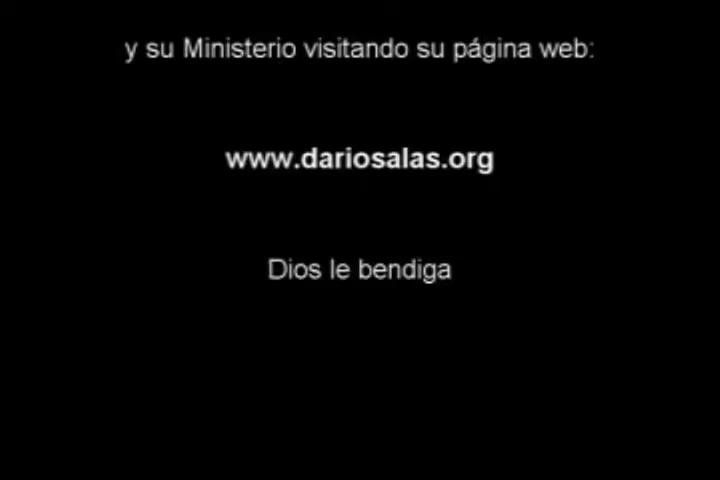 y su Ministerio visitando su página web:
www.dariosalas.org
Dios le bendiga